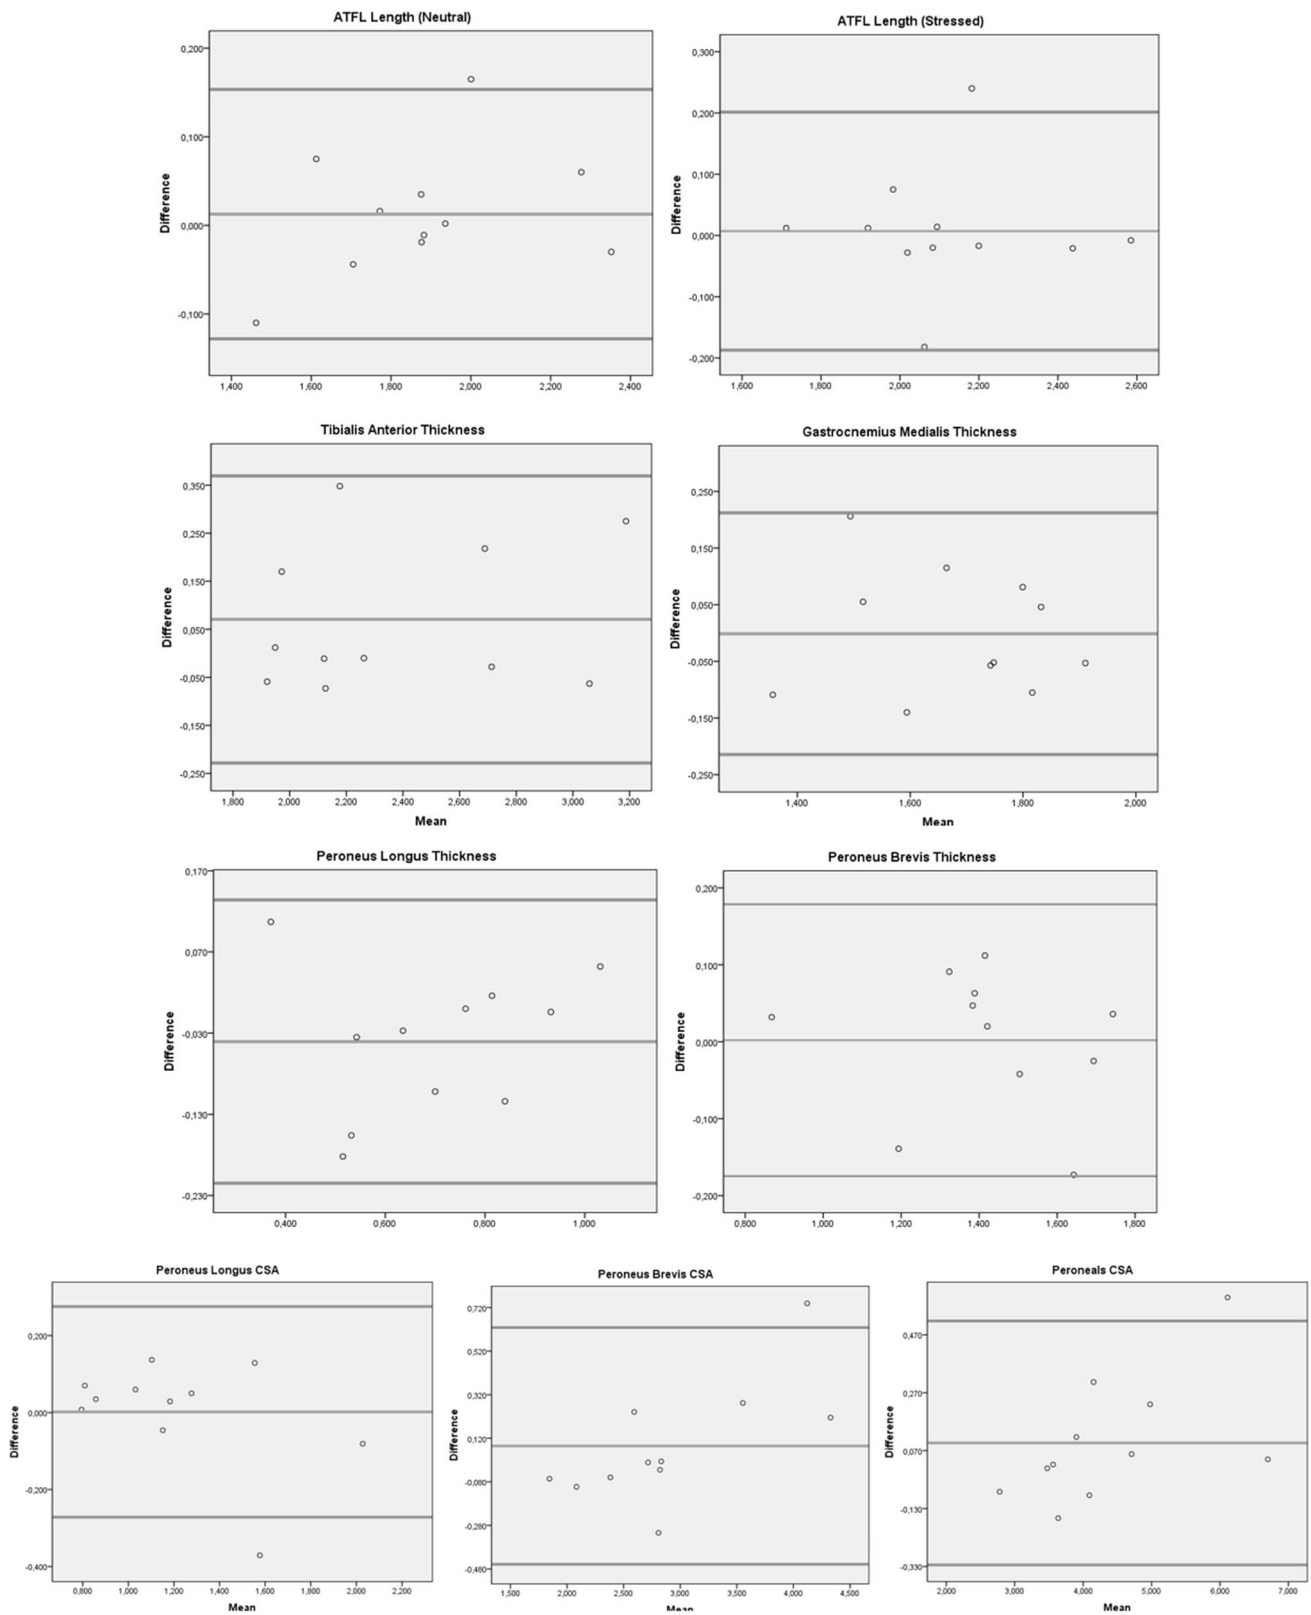 ATFL Length (Neutral)
0,200
0,100
0,000
-0,100
Difference
1,400 1,600 1,800 2,000 2,200 2,400
ATFL Length (Stressed)
0,300
0,200
0,100
0,000
-0,100
-0,200
Difference
1,600 1,800 2,000 2,200 2,400 2,600
Tibialis Anterior Thickness
0,350
0,250
0,150
0,050
-0,050
-0,150
-0,250
Difference
1,800 2,000 2,200 2,400 2,600 2,800 3,000 3,200
Mean
Gastrocnemius Medialis Thickness
0,250
0,150
0,050
-0,050
-0,150
-0,250
Difference
1,400 1,600 1,800 2,000
Mean
Peroneus Longus Thickness
0,170
0,070
-0,030
-0,130
-0,230
Difference
0,400 0,600 0,800 1,000
Peroneus Brevis Thickness
0,200
0,100
0,000
-0,100
-0,200
Difference
0,800 1,000 1,200 1,400 1,600 1,800
Peroneus Longus CSA
0,200
0,000
-0,200
-0,400
Difference
0,800 1,000 1,200 1,400 1,600 1,800 2,000 2,200
Mean
Peroneus Brevis CSA
0,720
0,520
0,320
0,120
-0,080
-0,280
-0,480
Difference
1,500 2,000 2,500 3,000 3,500 4,000 4,500
Mean
Peroneals CSA
0,470
0,270
0,070
-0,130
-0,330
Difference
2,000 3,000 4,000 5,000 6,000 7,000
Mean